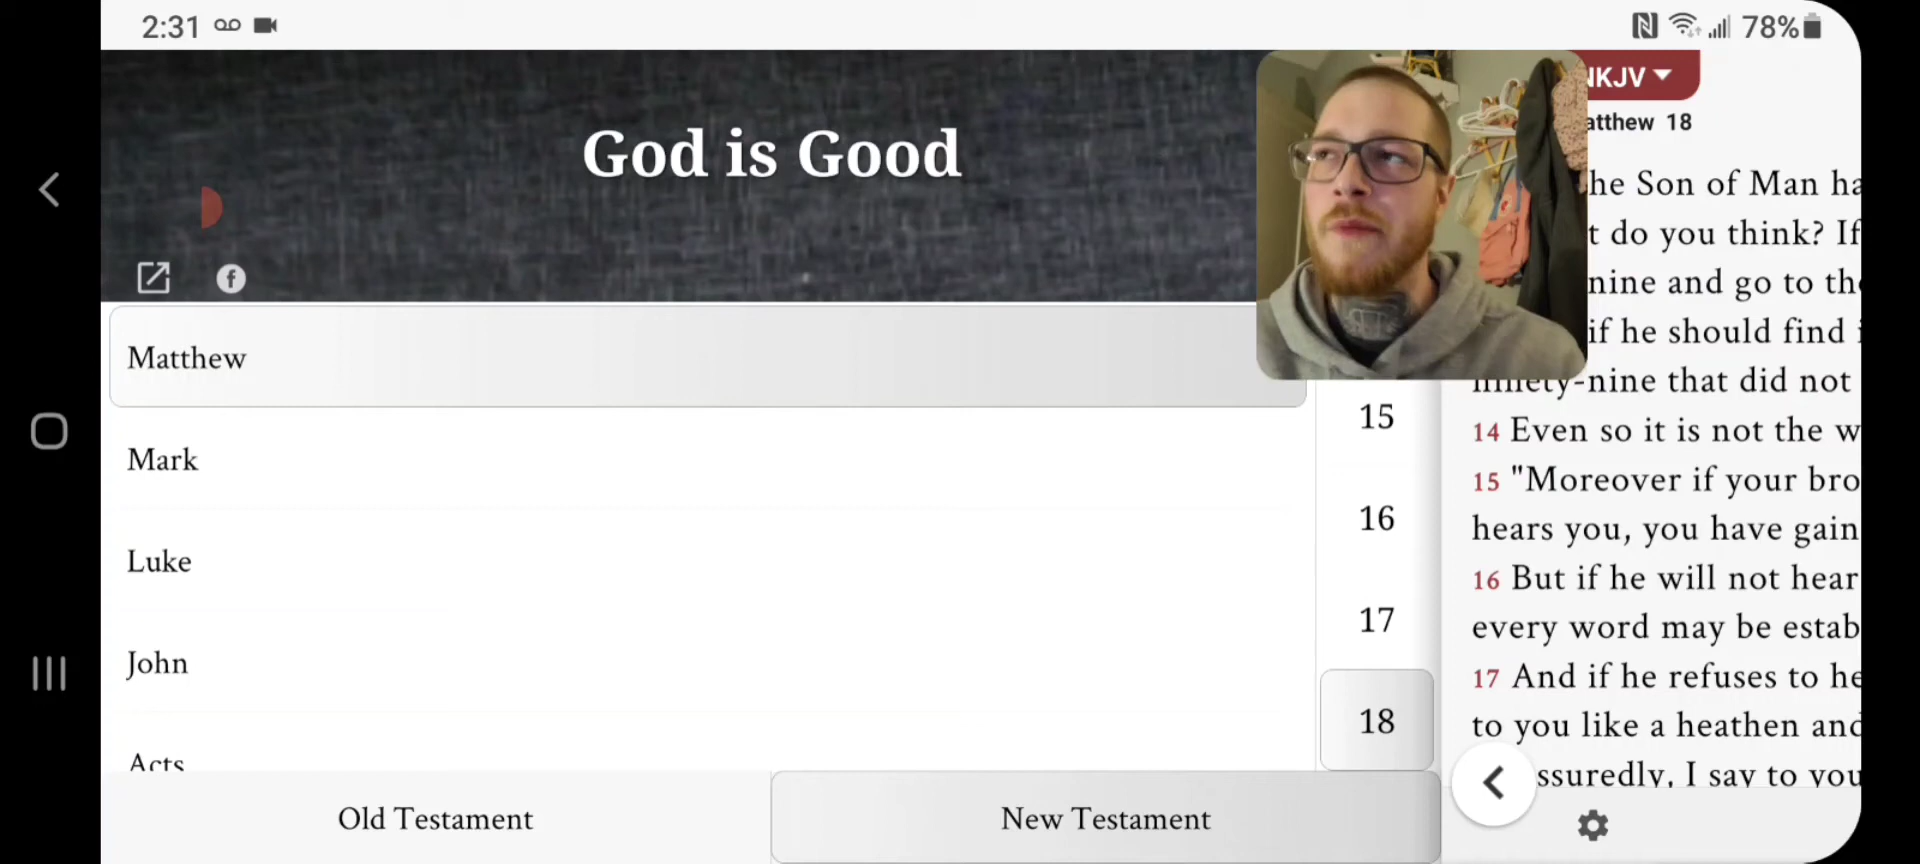 2:31
78%
God is Good
Matthew
Mark
Luke
John
Acts
15
16
17
18
Old Testament
New Testament
NKJV
Matthew 18
he Son of Man ha
t do you think? If
nine and go to the
if he should find i
ninety-nine that did not
14 Even so it is not the w
15 "Moreover if your bro
hears you, you have gain
16 But if he will not hear
every word may be estab
17 And if he refuses to he
to you like a heathen and
ssuredly, I say to you